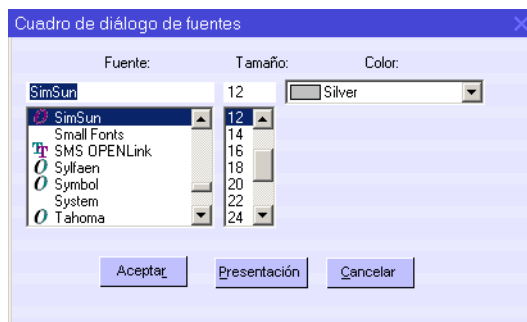 Cuadro de diálogo de fuentes
Fuente: Tamaño: Color:
SimSun 12 Silver
SimSun 12
Small Fonts 14
SMS OPENLink 16
Sylfaen 18
Symbol 20
System 22
Tahoma 24
Aceptar Presentación Cancelar